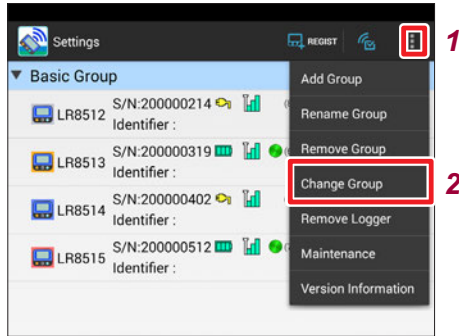 Settings
REGIST
1
Basic Group
Add Group
LR8512
S/N:200000214
Identifier :
Rename Group
Remove Group
LR8513
S/N:200000319
Identifier :
Change Group
2
LR8514
S/N:200000402
Identifier :
Remove Logger
LR8515
S/N:200000512
Identifier :
Maintenance
Version Information